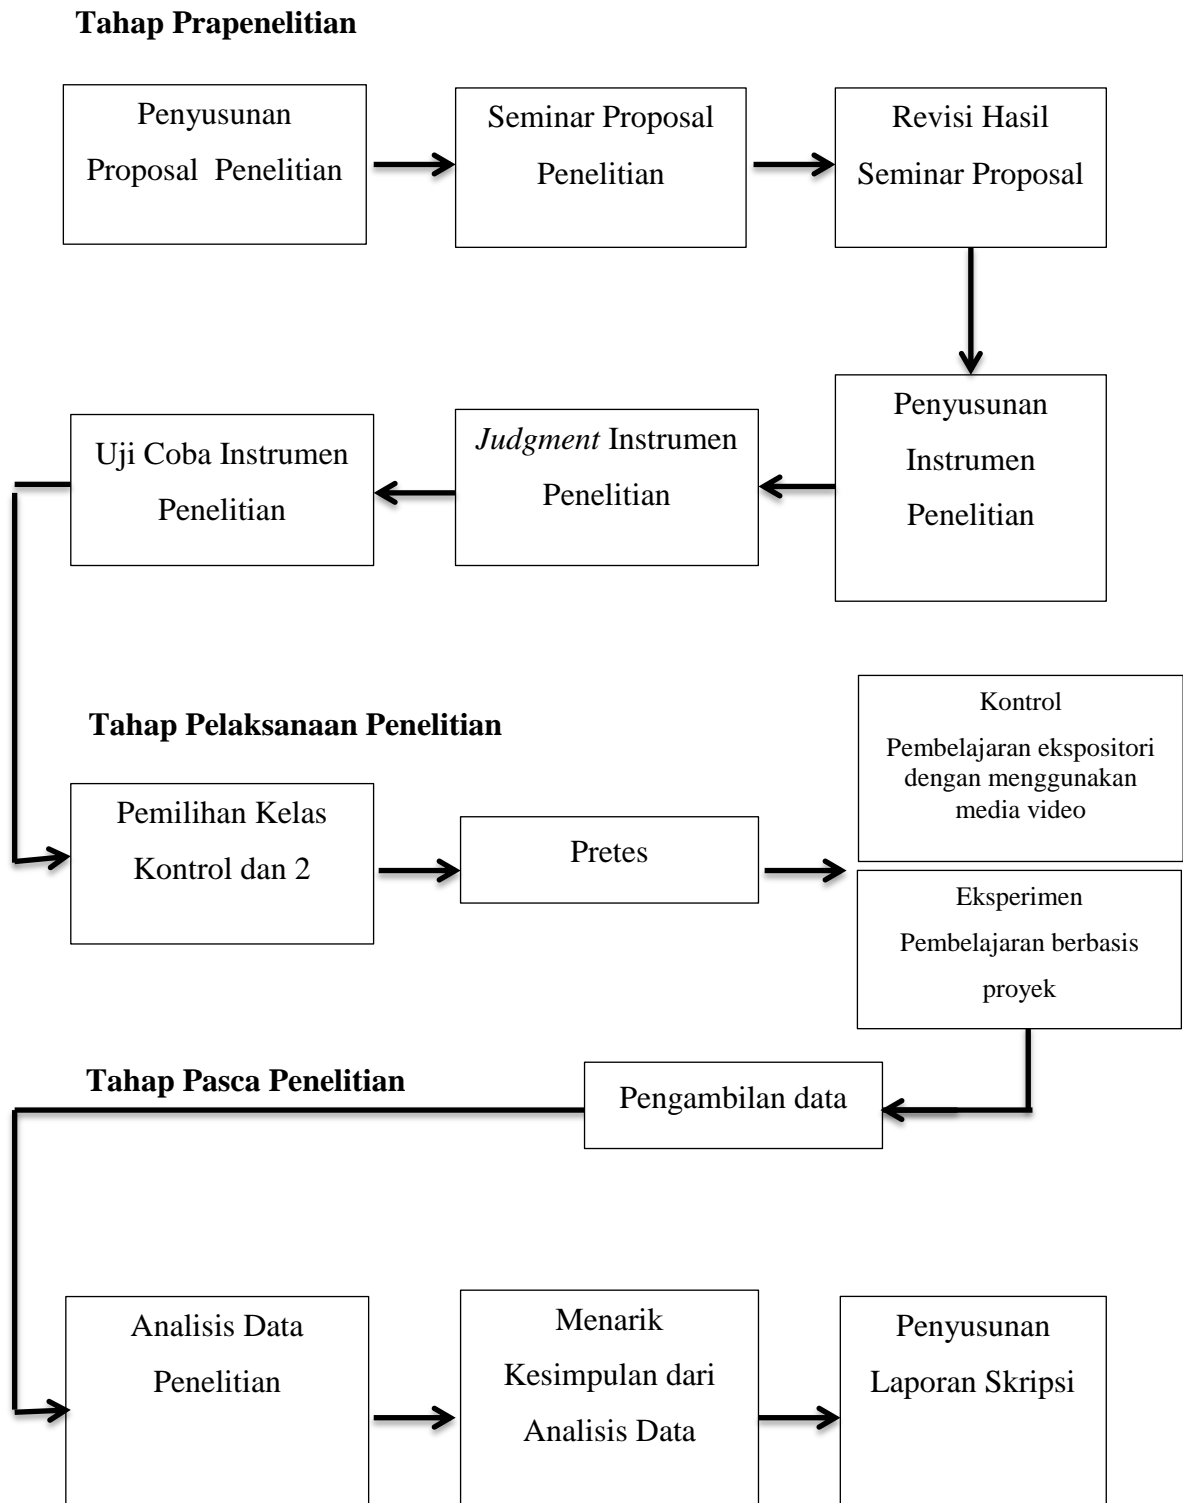 Tahap Prapenelitian
Penyusunan
Proposal Penelitian
Seminar Proposal
Penelitian
Revisi Hasil
Seminar Proposal
Penyusunan
Instrumen
Penelitian
Judgment Instrumen
Penelitian
Uji Coba Instrumen
Penelitian
Tahap Pelaksanaan Penelitian
Pemilihan Kelas
Kontrol dan 2
Pretes
Kontrol
Pembelajaran ekspositori
dengan menggunakan
media video
Eksperimen
Pembelajaran berbasis
proyek
Tahap Pasca Penelitian
Pengambilan data
Analisis Data
Penelitian
Menarik
Kesimpulan dari
Analisis Data
Penyusunan
Laporan Skripsi